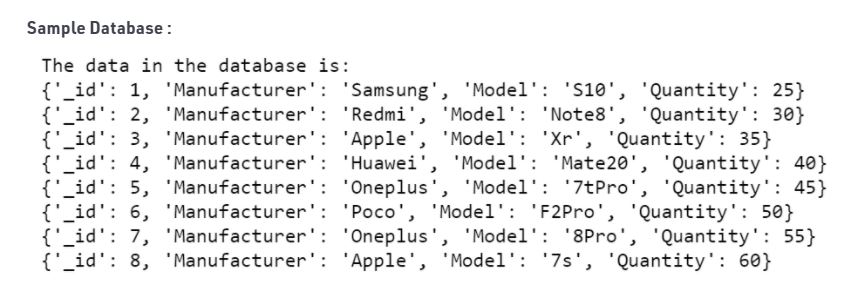 Sample Database :
The data in the database is:
{'_id': 1, 'Manufacturer': 'Samsung', 'Model': 'S10', 'Quantity': 25}
{'_id': 2, 'Manufacturer': 'Redmi', 'Model': 'Note8', 'Quantity': 30}
{'_id': 3, 'Manufacturer': 'Apple', 'Model': 'Xr', 'Quantity': 35}
{'_id': 4, 'Manufacturer': 'Huawei', 'Model': 'Mate20', 'Quantity': 40}
{'_id': 5, 'Manufacturer': 'Oneplus', 'Model': '7tPro', 'Quantity': 45}
{'_id': 6, 'Manufacturer': 'Poco', 'Model': 'F2Pro', 'Quantity': 50}
{'_id': 7, 'Manufacturer': 'Oneplus', 'Model': '8Pro', 'Quantity': 55}
{'_id': 8, 'Manufacturer': 'Apple', 'Model': '7s', 'Quantity': 60}